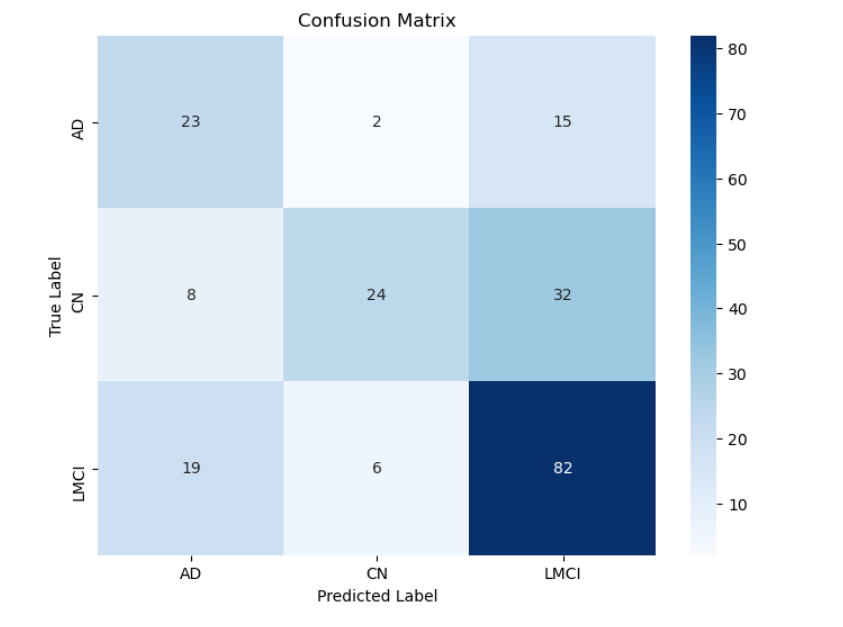 Confusion Matrix
True Label
AD
23
2
15
CN
8
24
32
LMCI
19
6
82
AD
CN
LMCI
Predicted Label
80
70
60
50
40
30
20
10